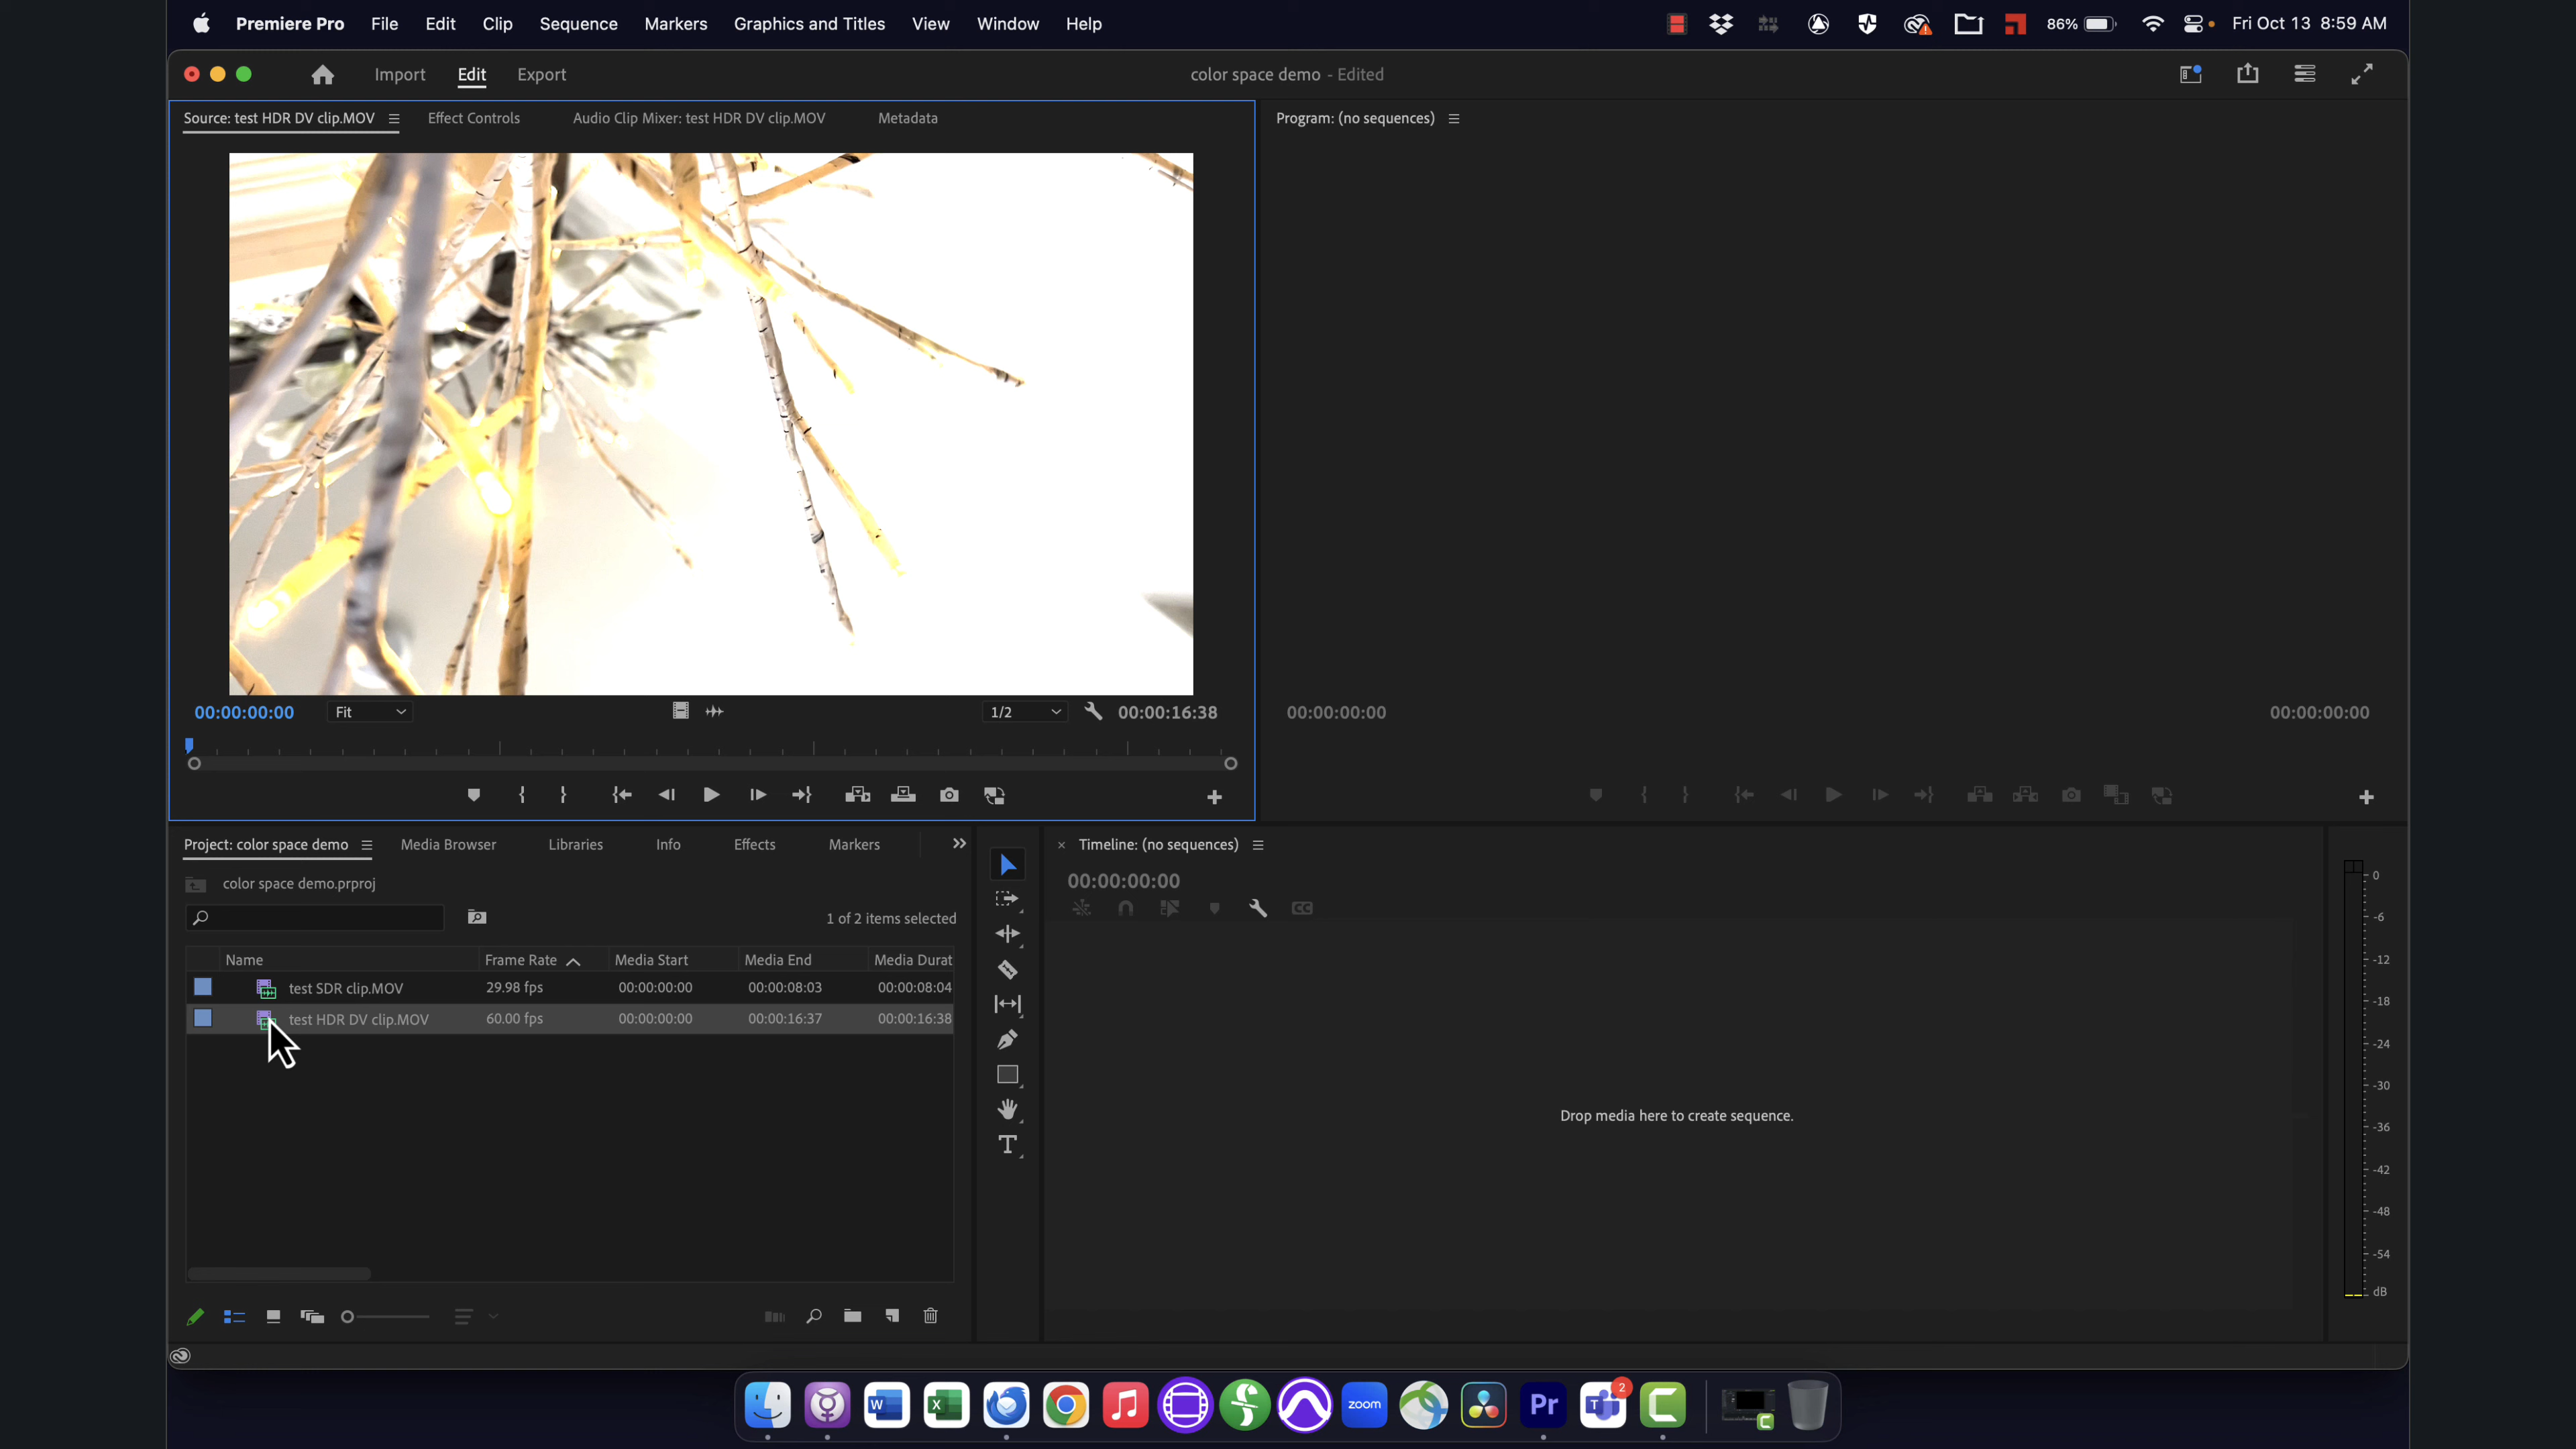 Premiere Pro File Edit Clip Sequence Markers Graphics and Titles View Window Help 86% Fri Oct 13 8:59 AM
Import Edit Export color space demo - Edited
Source: test HDR DV clip.MOV Effect Controls Audio Clip Mixer: test HDR DV clip.MOV Metadata
Program: (no sequences)
00:00:00:00 Fit 1/2 00:00:16:38
00:00:00:00 00:00:00:00
Project: color space demo Media Browser Libraries Info Effects Markers
color space demo.prproj
1 of 2 items selected
Name Frame Rate Media Start Media End Media Durat
test SDR clip.MOV 29.98 fps 00:00:00:00 00:00:08:03 00:00:08:04
test HDR DV clip.MOV 60.00 fps 00:00:00:00 00:00:16:37 00:00:16:38
T
× Timeline: (no sequences)
00:00:00:00
CC
Drop media here to create sequence.
0
-6
-12
-18
-24
-30
-36
-42
-48
-54
dB
W X zoom Pr T 2 C